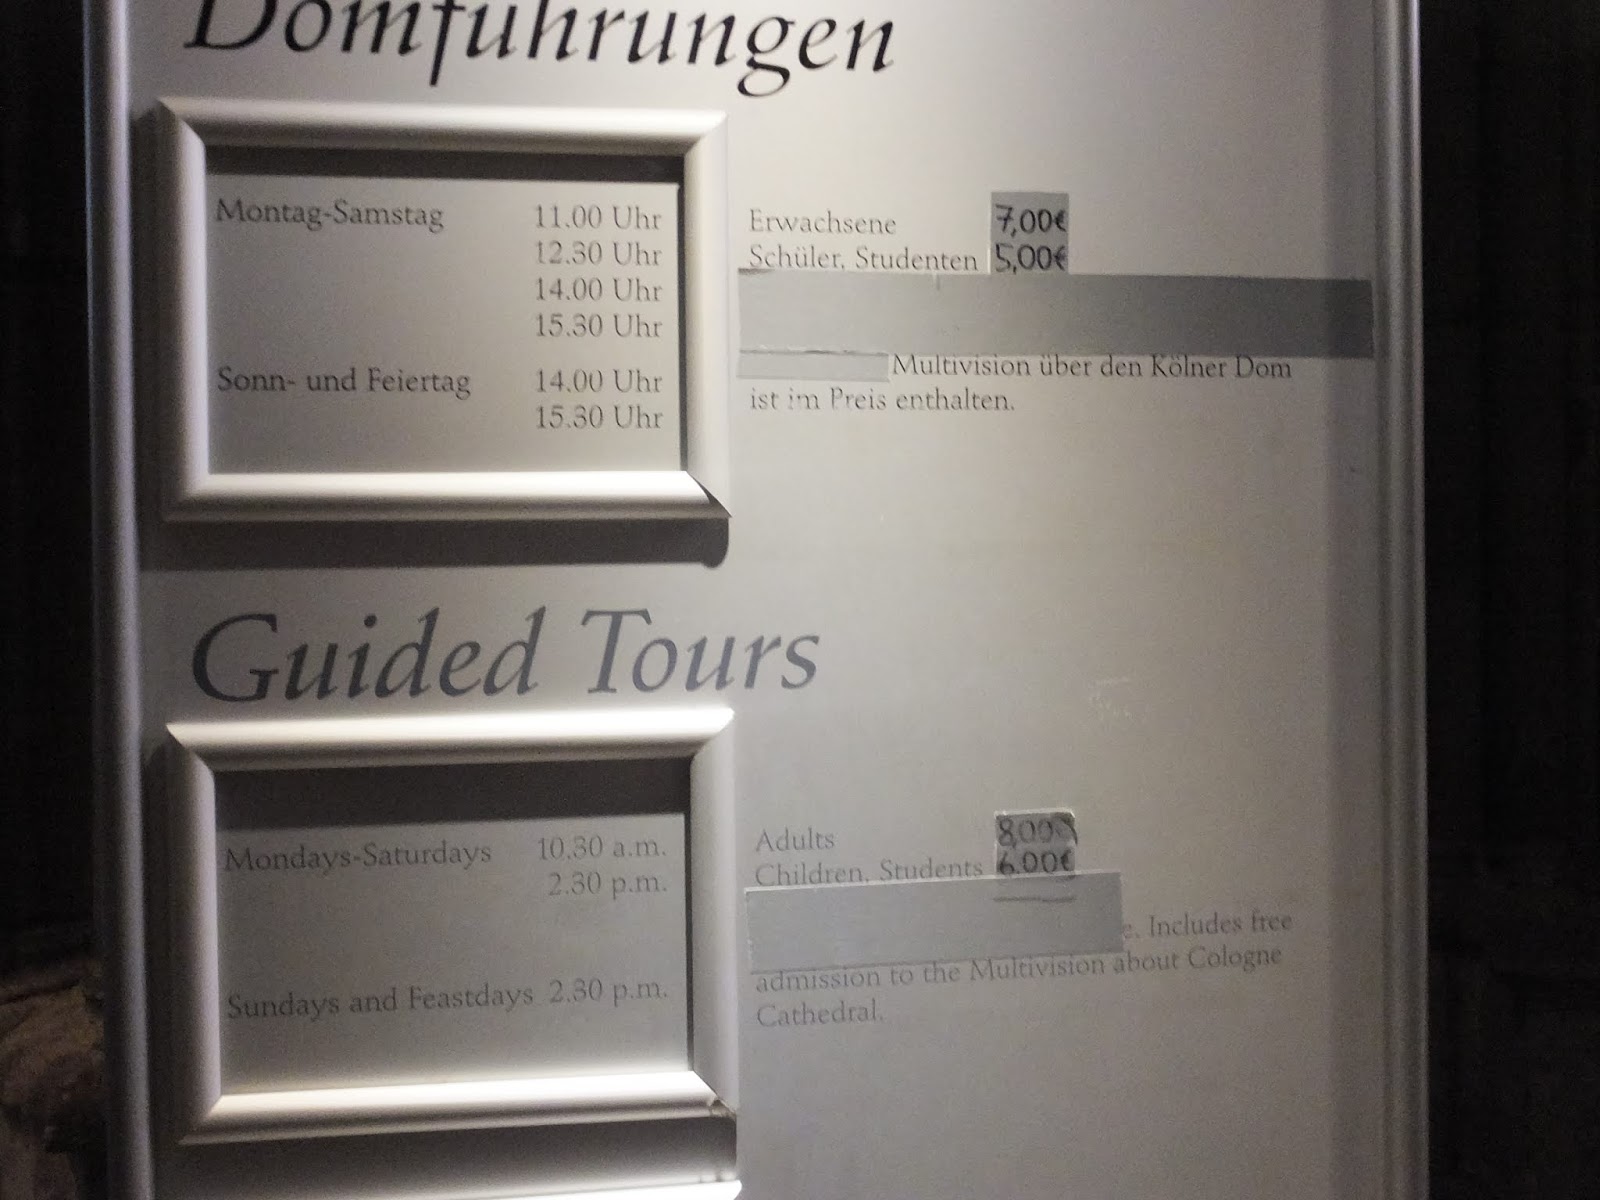 Domführungen
Montag-Samstag 11.00 Uhr
12.30 Uhr
14.00 Uhr
15.30 Uhr
Sonn- und Feiertag 14.00 Uhr
15.30 Uhr
Erwachsene 7,00€
Schüler, Studenten 5,00€
Multivision über den Kölner Dom
ist im Preis enthalten.
Guided Tours
Mondays-Saturdays 10.30 a.m.
2.30 p.m.
Sundays and Feastdays 2.30 p.m.
Adults 8,00€
Children, Students 6.00€
e. Includes free
admission to the Multivision about Cologne
Cathedral.